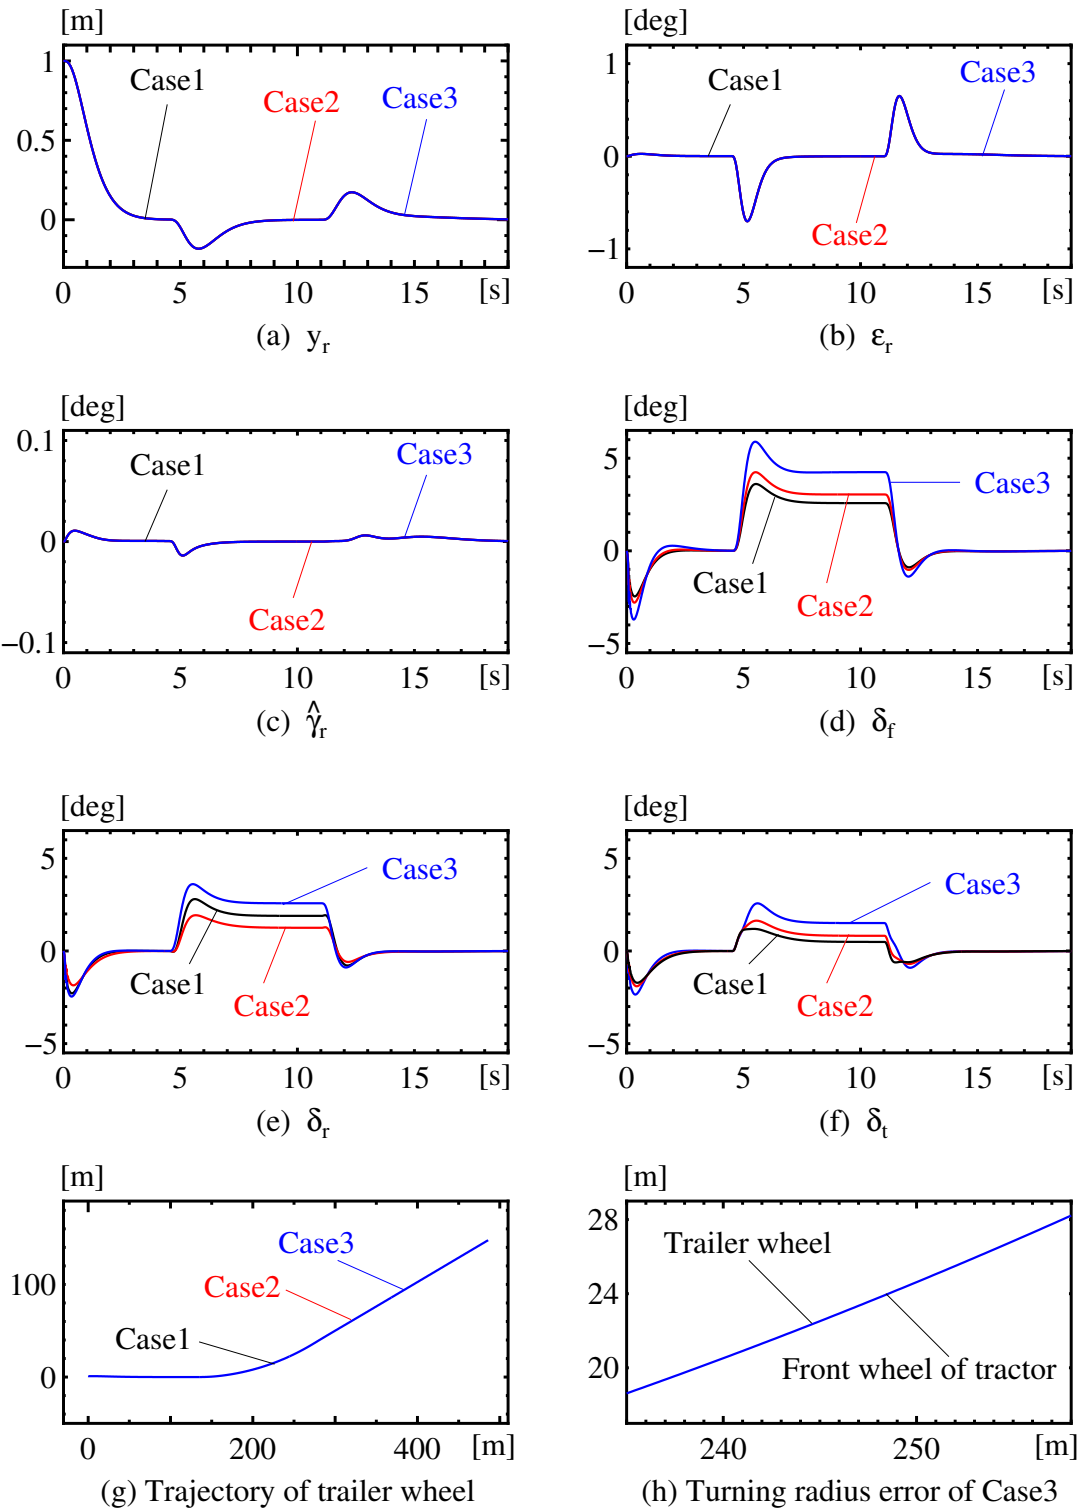 [m]
1
0.5
0
Case1
Case2
Case3
0 5 10 15 [s]
(a) y_r
[deg]
1
0
−1
Case1
Case3
Case2
0 5 10 15 [s]
(b) ε_r
[deg]
0.1
0
−0.1
Case1
Case3
Case2
0 5 10 15 [s]
(c) γ̂_r
[deg]
5
0
−5
Case3
Case1
Case2
0 5 10 15 [s]
(d) δ_f
[deg]
5
0
−5
Case3
Case1
Case2
0 5 10 15 [s]
(e) δ_r
[deg]
5
0
−5
Case3
Case1
Case2
0 5 10 15 [s]
(f) δ_t
[m]
100
0
Case3
Case2
Case1
0 200 400 [m]
(g) Trajectory of trailer wheel
[m]
28
24
20
Trailer wheel
Front wheel of tractor
240 250 [m]
(h) Turning radius error of Case3